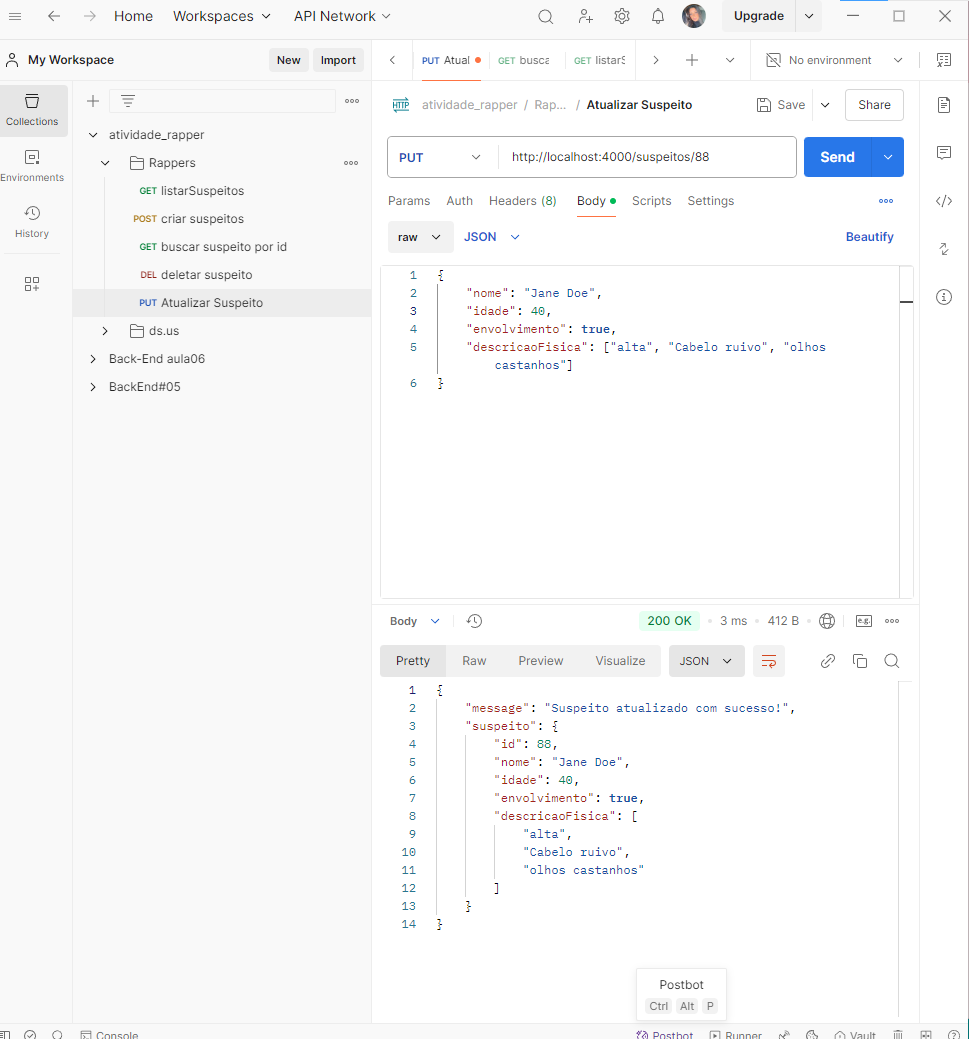 Home Workspaces API Network Upgrade
My Workspace New Import
PUT Atual GET busca GET listarS No environment
Collections
Environments
History
atividade_rapper
Rappers
GET listarSuspeitos
POST criar suspeitos
GET buscar suspeito por id
DEL deletar suspeito
PUT Atualizar Suspeito
ds.us
Back-End aula06
BackEnd#05
HTTP atividade_rapper / Rap... / Atualizar Suspeito Save Share
PUT http://localhost:4000/suspeitos/88 Send
Params Auth Headers (8) Body Scripts Settings
raw JSON Beautify
1 {
2 "nome": "Jane Doe",
3 "idade": 40,
4 "envolvimento": true,
5 "descricaoFisica": ["alta", "Cabelo ruivo", "olhos
castanhos"]
6 }
Body 200 OK 3 ms 412 B e.g.
Pretty Raw Preview Visualize JSON
1 {
2 "message": "Suspeito atualizado com sucesso!",
3 "suspeito": {
4 "id": 88,
5 "nome": "Jane Doe",
6 "idade": 40,
7 "envolvimento": true,
8 "descricaoFisica": [
9 "alta",
10 "Cabelo ruivo",
11 "olhos castanhos"
12 ]
13 }
14 }
Postbot
Ctrl Alt P
Console Postbot Runner Vault